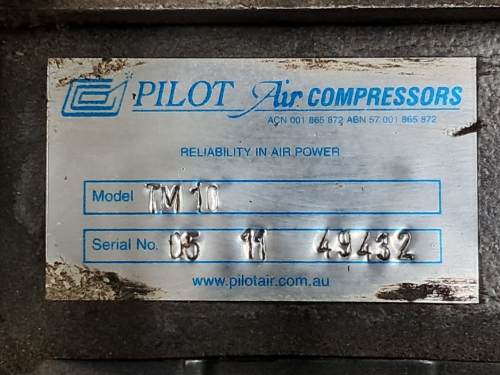 PILOT Air COMPRESSORS
ACN 001 865 872 ABN 57 001 865 872
RELIABILITY IN AIR POWER
Model TM 10
Serial No. 05 11 49432
www.pilotair.com.au